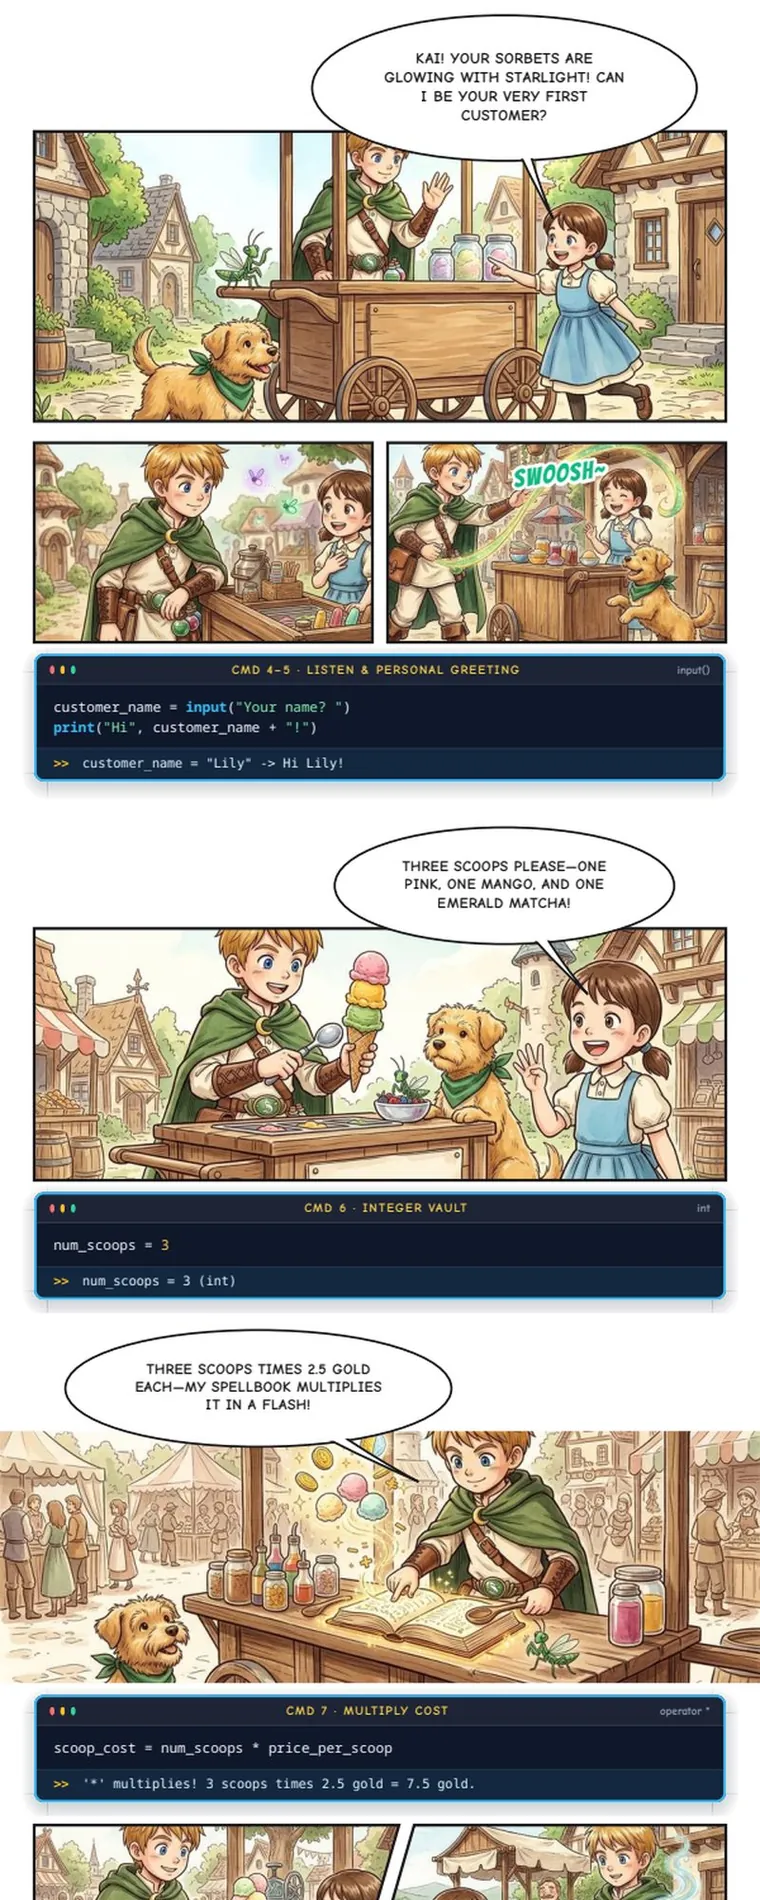 KAI! YOUR SORBETS ARE
GLOWING WITH STARLIGHT! CAN
I BE YOUR VERY FIRST
CUSTOMER?
SWOOSH~
CMD 4–5 · LISTEN & PERSONAL GREETING
input()
customer_name = input("Your name? ")
print("Hi", customer_name + "!")
>> customer_name = "Lily" -> Hi Lily!
THREE SCOOPS PLEASE—ONE
PINK, ONE MANGO, AND ONE
EMERALD MATCHA!
CMD 6 · INTEGER VAULT
int
num_scoops = 3
>> num_scoops = 3 (int)
THREE SCOOPS TIMES 2.5 GOLD
EACH—MY SPELLBOOK MULTIPLIES
IT IN A FLASH!
CMD 7 · MULTIPLY COST
operator *
scoop_cost = num_scoops * price_per_scoop
>> '*' multiplies! 3 scoops times 2.5 gold = 7.5 gold.